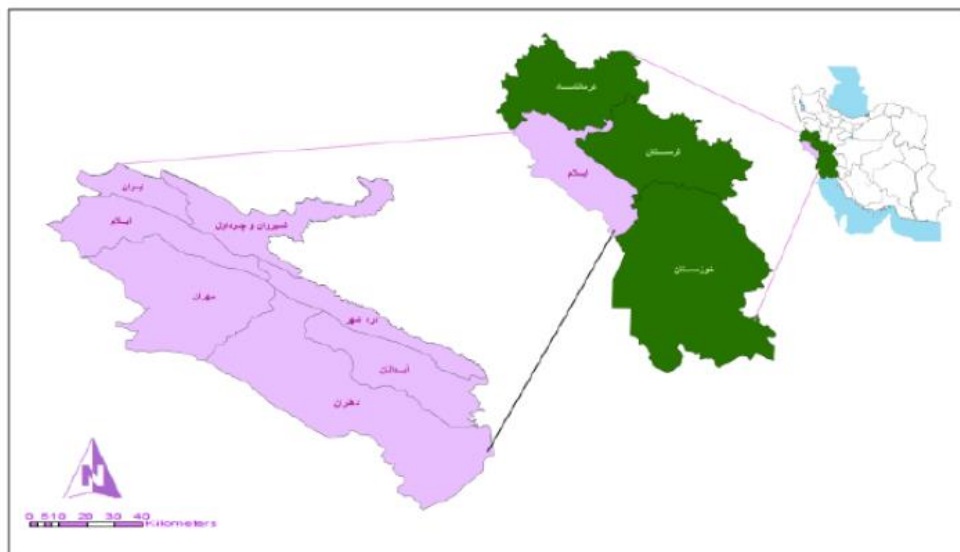 کرمانشاه
لرستان
ایلام
خوزستان
ایوان
شیروان و چرداول
ایلام
مهران
دره شهر
آبدانان
دهلران
N
0 5 10 20 30 40
Kilometers